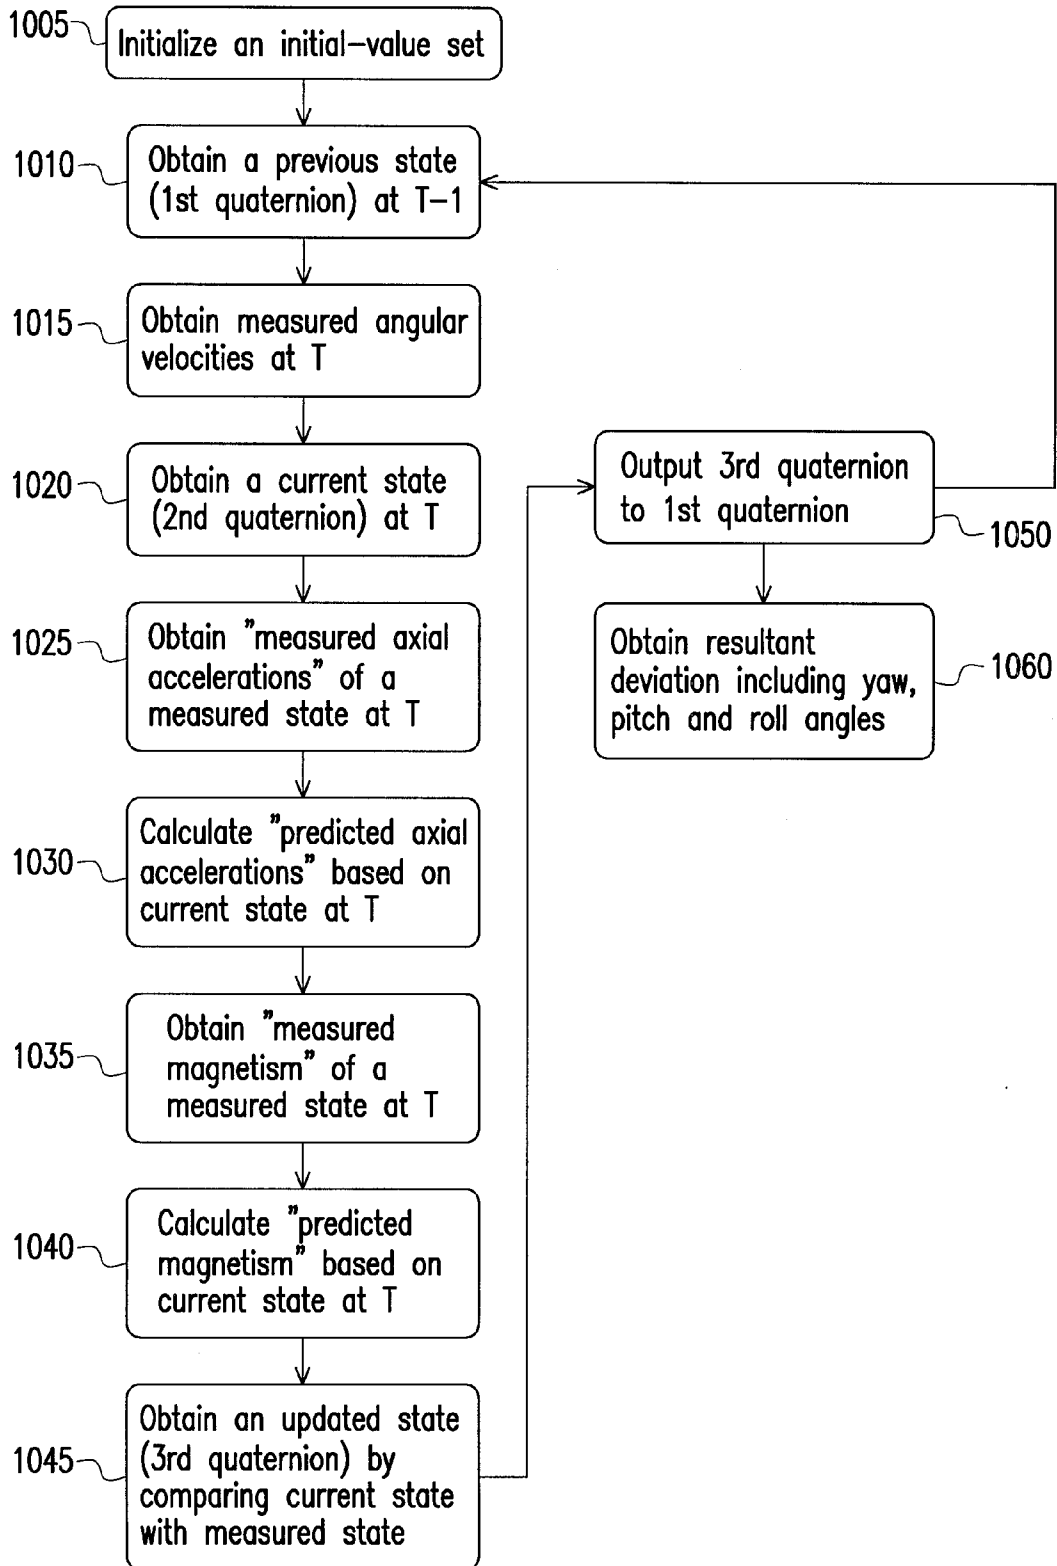 1005
Initialize an initial-value set
1010
Obtain a previous state
(1st quaternion) at T-1
1015
Obtain measured angular
velocities at T
1020
Obtain a current state
(2nd quaternion) at T
1025
Obtain "measured axial
accelerations" of a
measured state at T
1030
Calculate "predicted axial
accelerations" based on
current state at T
1035
Obtain "measured
magnetism" of a
measured state at T
1040
Calculate "predicted
magnetism" based on
current state at T
1045
Obtain an updated state
(3rd quaternion) by
comparing current state
with measured state
Output 3rd quaternion
to 1st quaternion
1050
Obtain resultant
deviation including yaw,
pitch and roll angles
1060